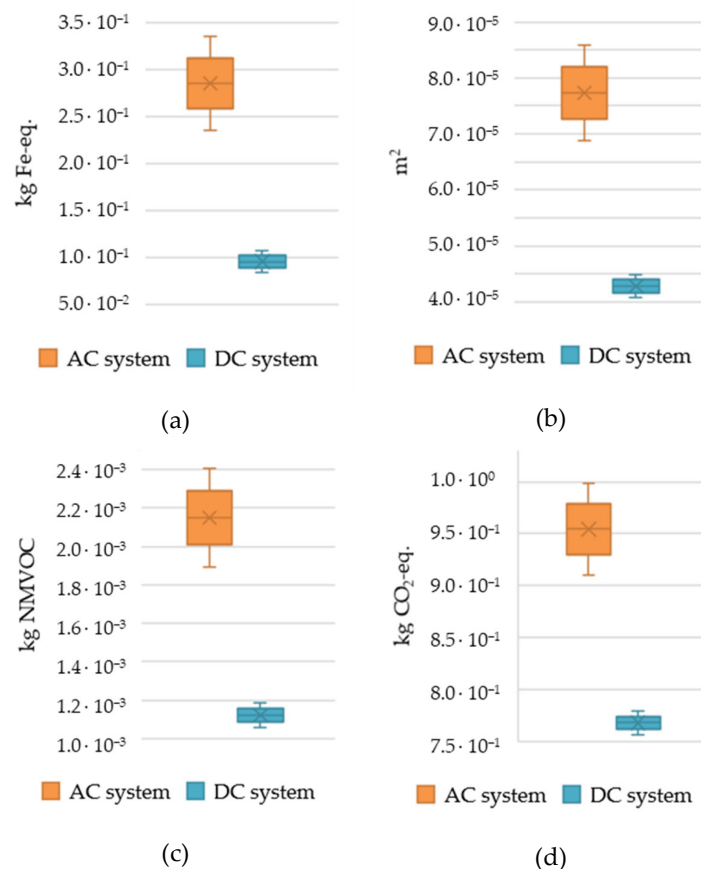 3.5 · 10⁻¹
3.0 · 10⁻¹
2.5 · 10⁻¹
2.0 · 10⁻¹
1.5 · 10⁻¹
1.0 · 10⁻¹
5.0 · 10⁻²
kg Fe-eq.
AC system DC system
(a)
9.0 · 10⁻⁵
8.0 · 10⁻⁵
7.0 · 10⁻⁵
6.0 · 10⁻⁵
5.0 · 10⁻⁵
4.0 · 10⁻⁵
m²
AC system DC system
(b)
2.4 · 10⁻³
2.2 · 10⁻³
2.0 · 10⁻³
1.8 · 10⁻³
1.6 · 10⁻³
1.4 · 10⁻³
1.2 · 10⁻³
1.0 · 10⁻³
kg NMVOC
AC system DC system
(c)
1.0 · 10⁰
9.5 · 10⁻¹
9.0 · 10⁻¹
8.5 · 10⁻¹
· 10⁻¹
7.5 · 10⁻¹
kg CO₂-eq.
AC system DC system
(d)